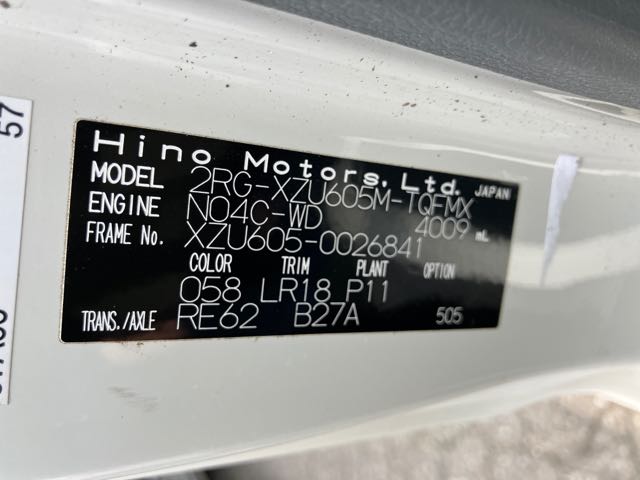 Hino Motors, Ltd. JAPAN
MODEL 2RG-XZU605M-TQFMX
ENGINE N04C-WD 4009 mL
FRAME No. XZU605-0026841
COLOR TRIM PLANT OPTION
058 LR18 P11
TRANS./AXLE RE62 B27A 505
57